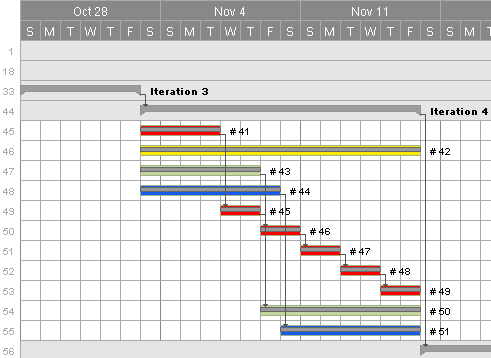 Oct 28 Nov 4 Nov 11
S M T W T F S S M T W T F S S M T W T F S S M T
1
18
33 Iteration 3
44 Iteration 4
45 # 41
46 # 42
47 # 43
48 # 44
49 # 45
50 # 46
51 # 47
52 # 48
53 # 49
54 # 50
55 # 51
56